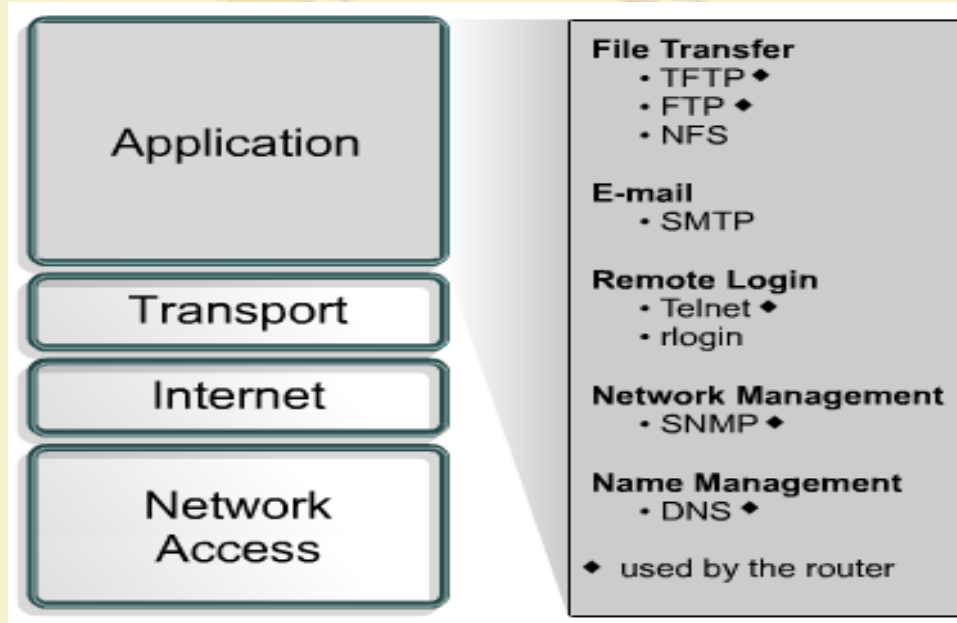 Application
Transport
Internet
Network
Access
File Transfer
• TFTP ◆
• FTP ◆
• NFS
E-mail
• SMTP
Remote Login
• Telnet ◆
• rlogin
Network Management
• SNMP ◆
Name Management
• DNS ◆
◆ used by the router